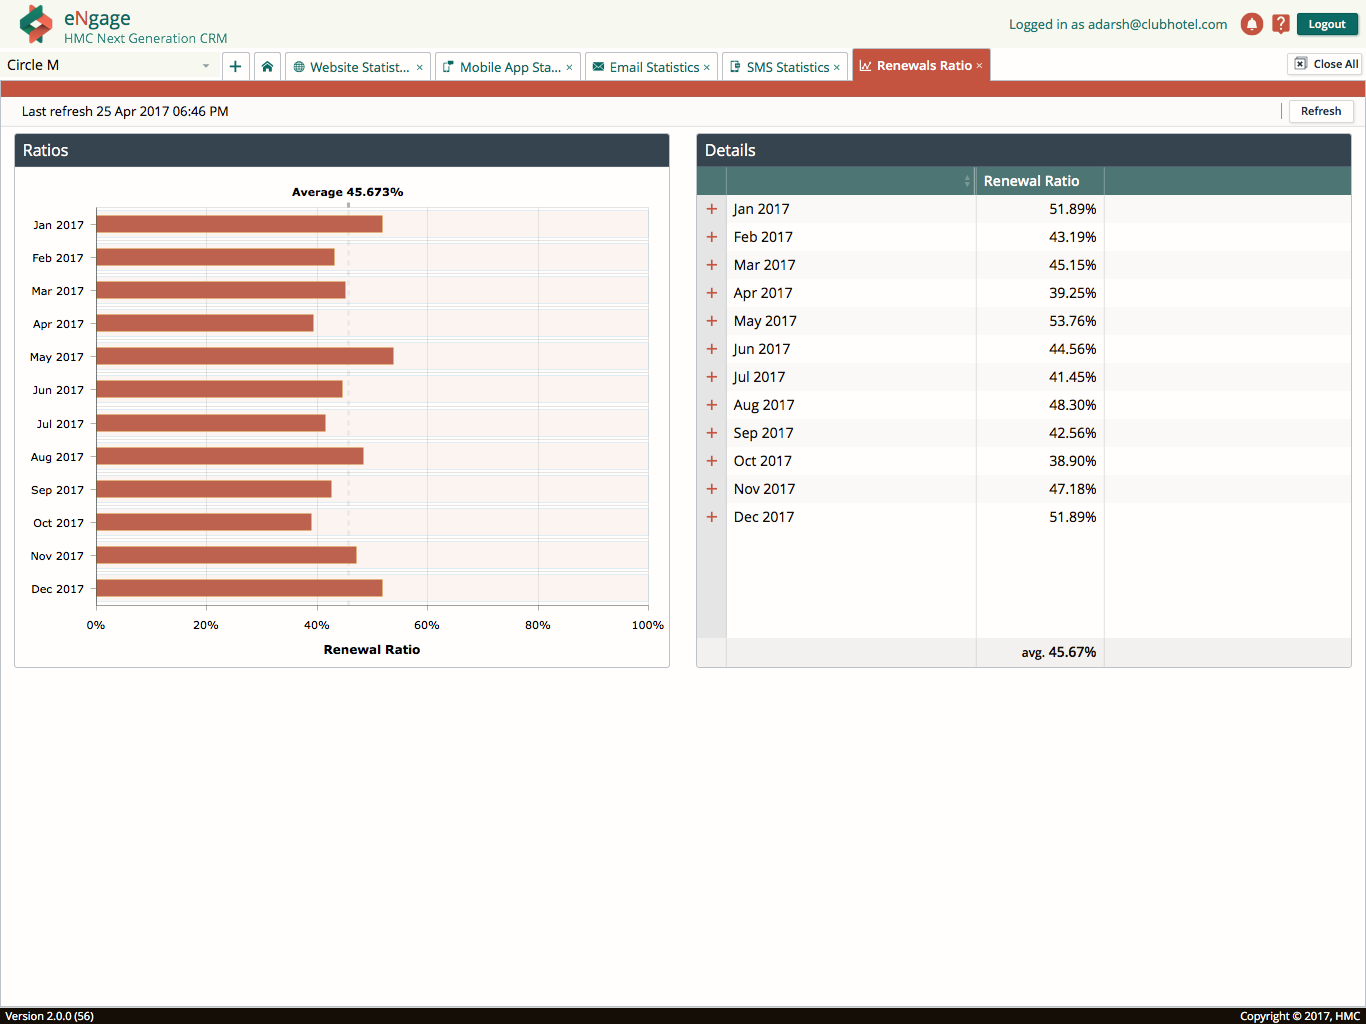 eNgage
HMC Next Generation CRM
Logged in as adarsh@clubhotel.com
?
Logout
Circle M
+
Website Statist... ×
Mobile App Sta... ×
Email Statistics ×
SMS Statistics ×
Renewals Ratio ×
Close All
Last refresh 25 Apr 2017 06:46 PM
Refresh
Ratios
Average 45.673%
Jan 2017
Feb 2017
Mar 2017
Apr 2017
May 2017
Jun 2017
Jul 2017
Aug 2017
Sep 2017
Oct 2017
Nov 2017
Dec 2017
0% 20% 40% 60% 80% 100%
Renewal Ratio
Details
Renewal Ratio
+ Jan 2017 51.89%
+ Feb 2017 43.19%
+ Mar 2017 45.15%
+ Apr 2017 39.25%
+ May 2017 53.76%
+ Jun 2017 44.56%
+ Jul 2017 41.45%
+ Aug 2017 48.30%
+ Sep 2017 42.56%
+ Oct 2017 38.90%
+ Nov 2017 47.18%
+ Dec 2017 51.89%
avg. 45.67%
Version 2.0.0 (56)
Copyright © 2017, HMC